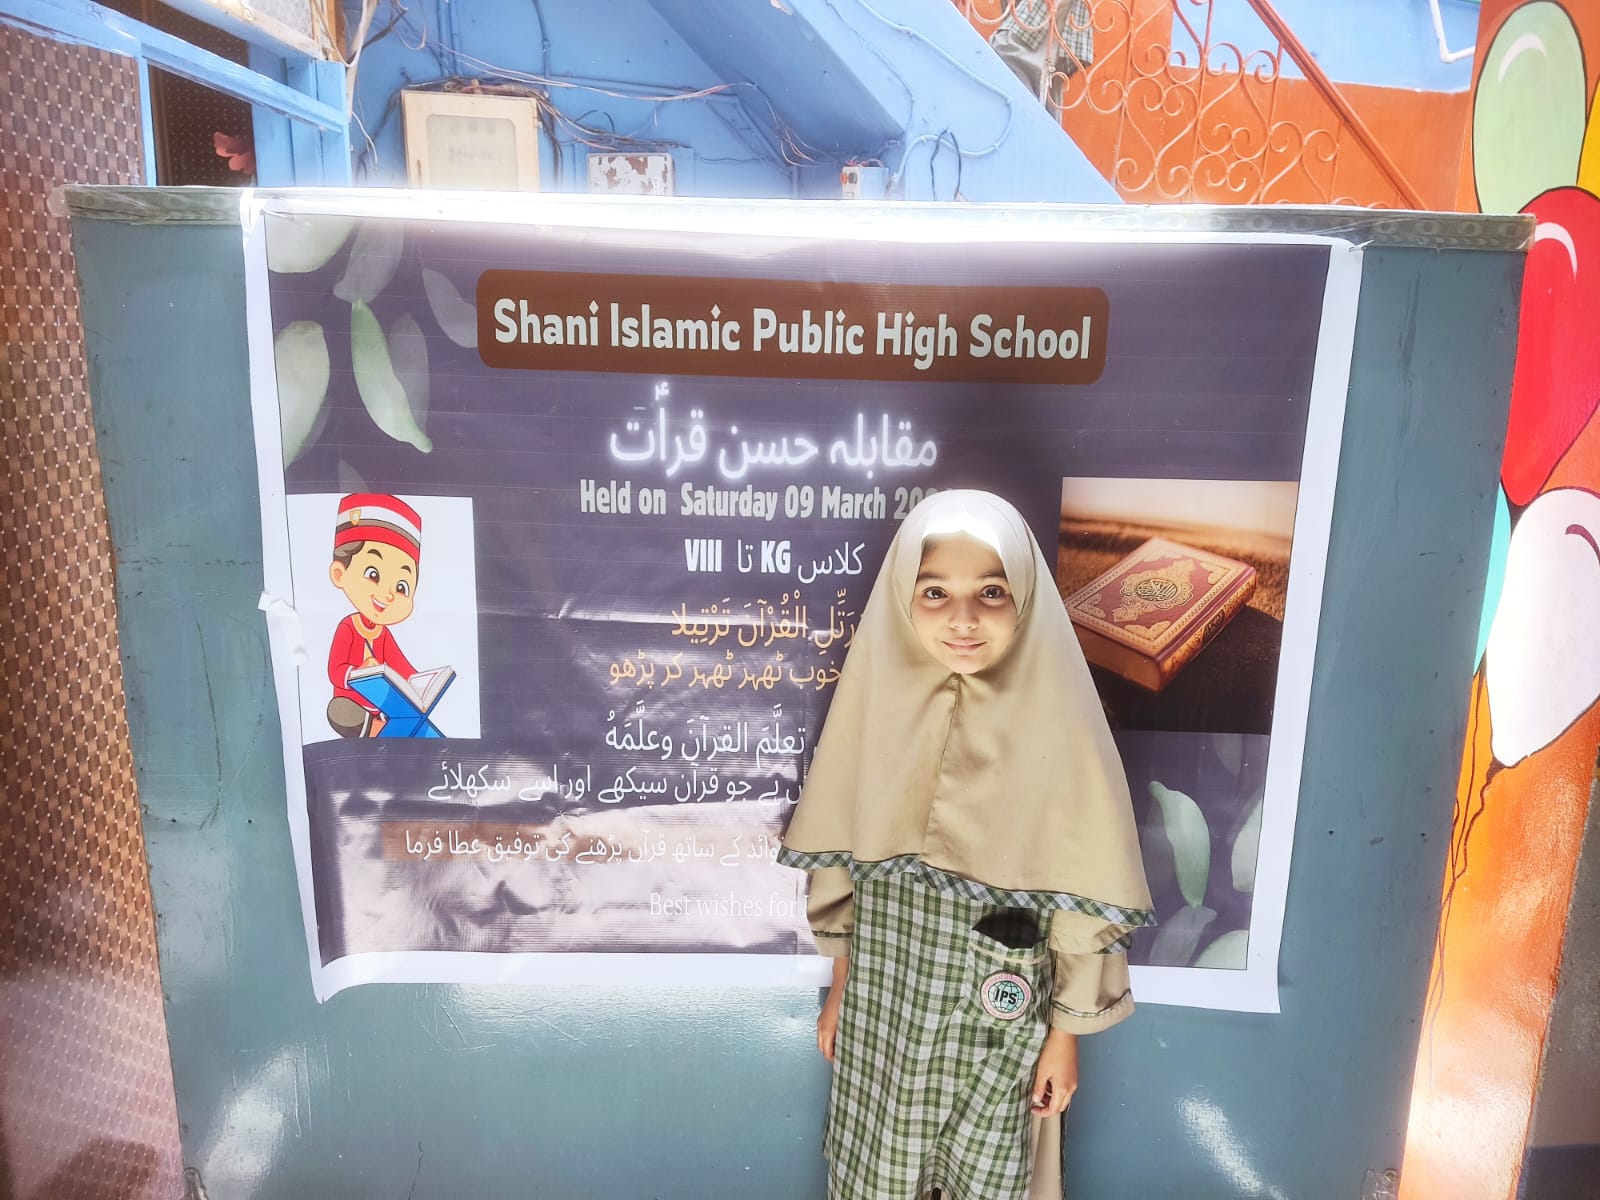 Shani Islamic Public High School
مقابلہ حسن قرأت
Held on Saturday 09 March
کلاس KG تا VIII
رَتِّلِ الْقُرْآنَ تَرْتِيلا
خوب ٹھہر ٹھہر کر پڑھو
تعلَّمَ القرآنَ وعلَّمَهُ
ہے جو قرآن سیکھے اور اسے سکھلائے
کے ساتھ قرآن پڑھنے کی توفیق عطا فرما
Best wishes for
IPS